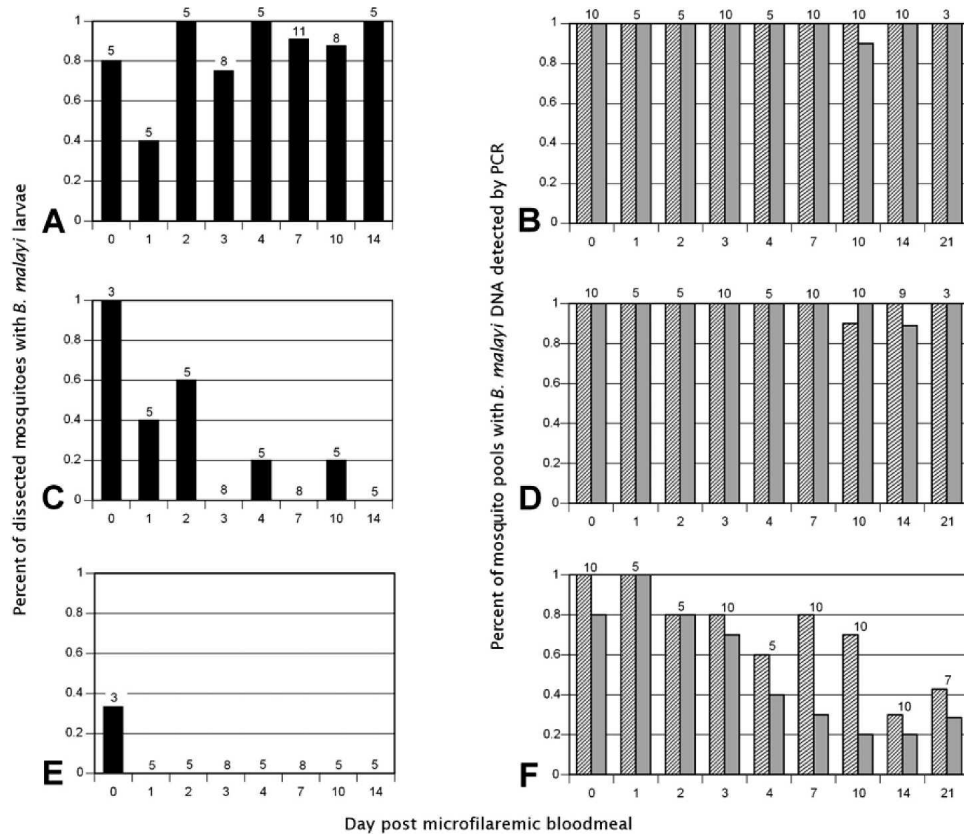 Percent of dissected mosquitoes with B. malayi larvae
Percent of mosquito pools with B. malayi DNA detected by PCR
A
1
0.8
0.6
0.4
0.2
0
5 5 5 8 5 11 8 5
0 1 2 3 4 7 10 14
B
1
0.8
0.6
0.4
0.2
0
10 5 5 10 5 10 10 10 3
0 1 2 3 4 7 10 14 21
C
1
0.8
0.6
0.4
0.2
0
3 5 5 8 5 8 5 5
0 1 2 3 4 7 10 14
D
1
0.8
0.6
0.4
0.2
0
10 5 5 10 5 10 10 9 3
0 1 2 3 4 7 10 14 21
E
1
0.8
0.6
0.4
0.2
0
3 5 5 8 5 8 5 5
0 1 2 3 4 7 10 14
F
1
0.8
0.6
0.4
0.2
0
10 5 5 10 5 10 10 10 7
0 1 2 3 4 7 10 14 21
Day post microfilaremic bloodmeal